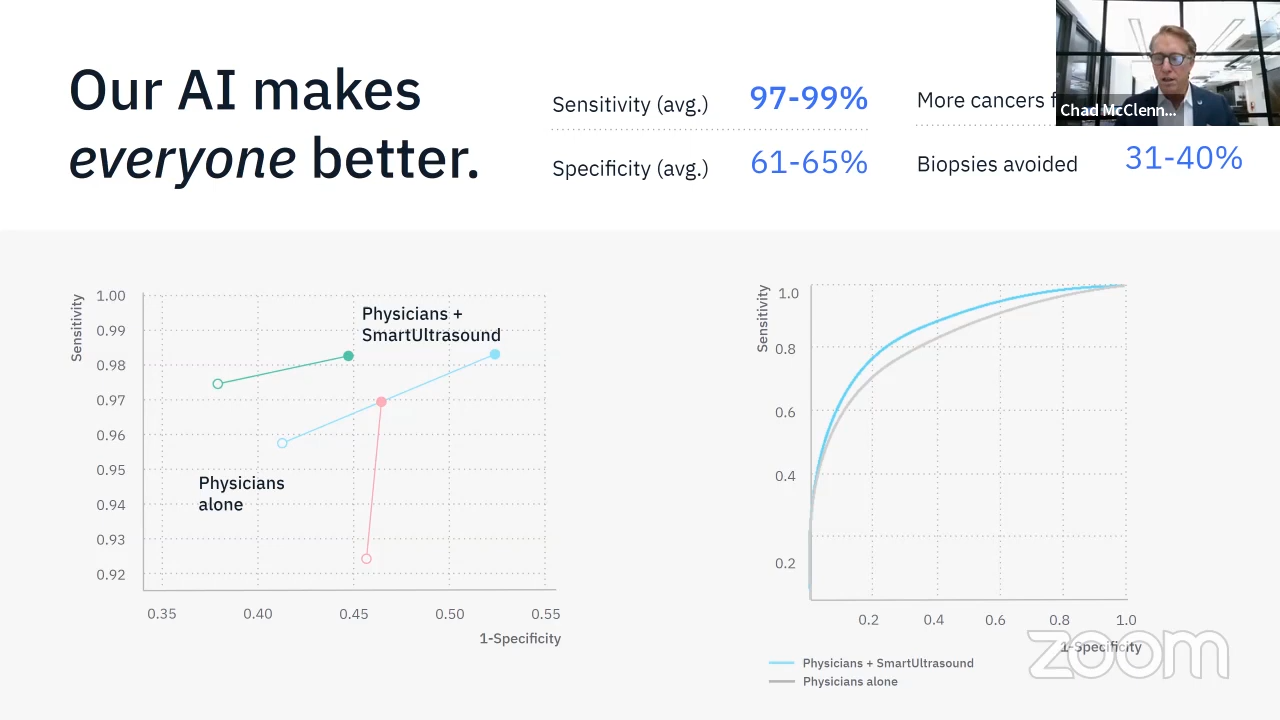 Our AI makes
everyone better.
Sensitivity (avg.) 97-99%
Specificity (avg.) 61-65%
More cancers
Biopsies avoided 31-40%
Chad McClenn...
Sensitivity
1.00
0.99
0.98
0.97
0.96
0.95
0.94
0.93
0.92
Physicians +
SmartUltrasound
Physicians
alone
0.35 0.40 0.45 0.50 0.55
1-Specificity
Sensitivity
1.0
0.8
0.6
0.4
0.2
0.2 0.4 0.6 0.8 1.0
1-Specificity
Physicians + SmartUltrasound
Physicians alone
zoom